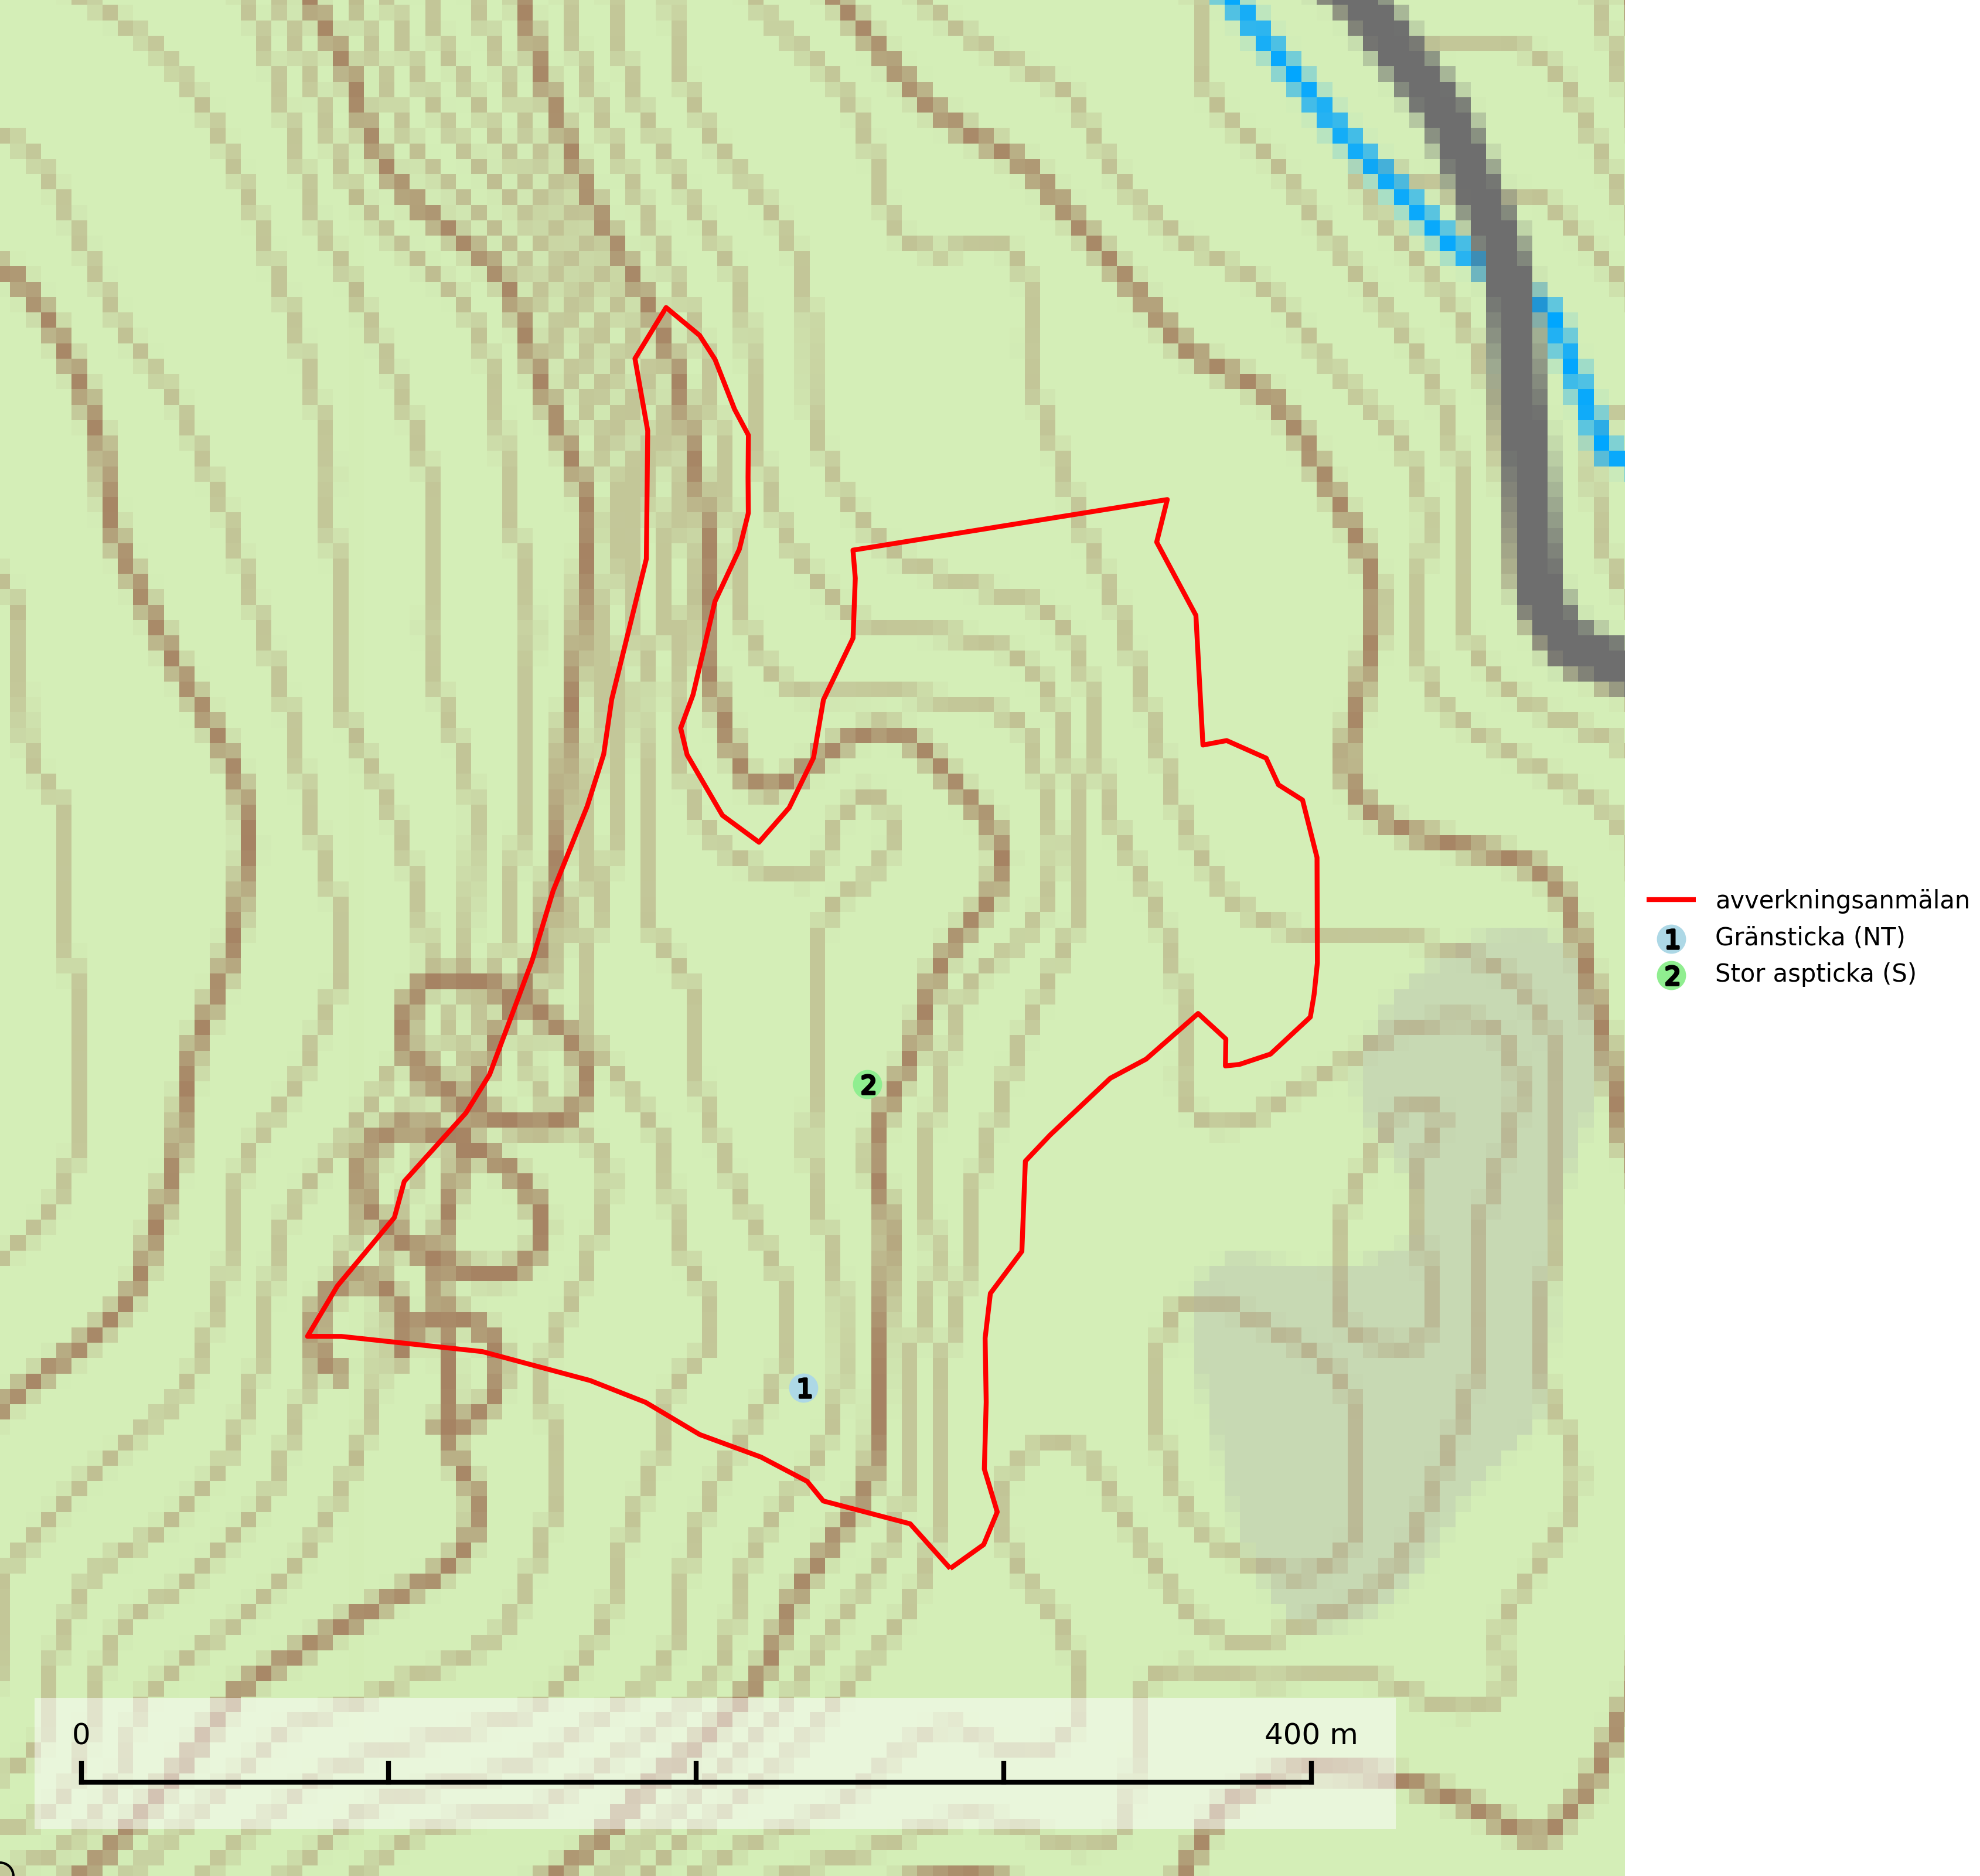 2
1
0
400 m
avverkningsanmälan
1 Gränsticka (NT)
2 Stor aspticka (S)